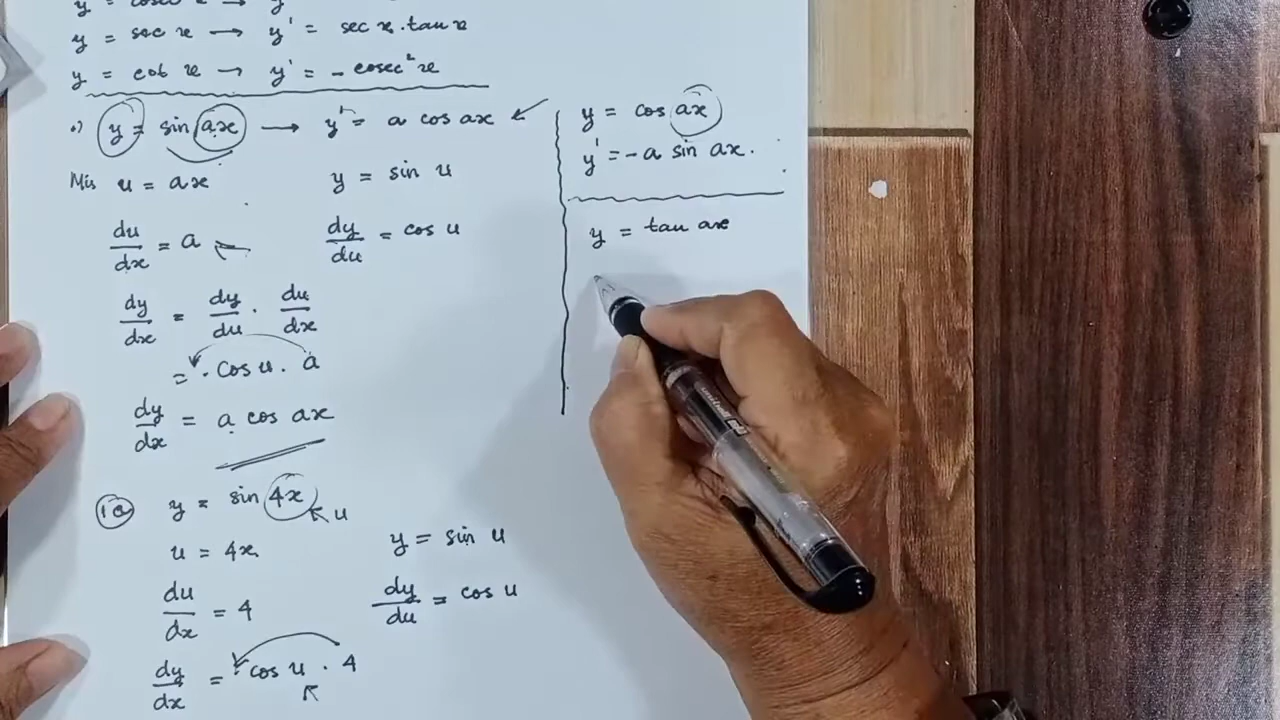 y = cosec x → y'
y = sec x → y' = sec x . tan x
y = cot x → y' = - cosec² x
•) y = sin ax → y' = a cos ax
Mis u = ax
y = sin u
du/dx = a
dy/du = cos u
dy/dx = dy/du . du/dx
= . cos u . a
dy/dx = a cos ax
1a y = sin 4x
u
u = 4x
y = sin u
du/dx = 4
dy/du = cos u
dy/dx = . cos u . 4
y = cos ax
y' = -a sin ax.
y = tan ax